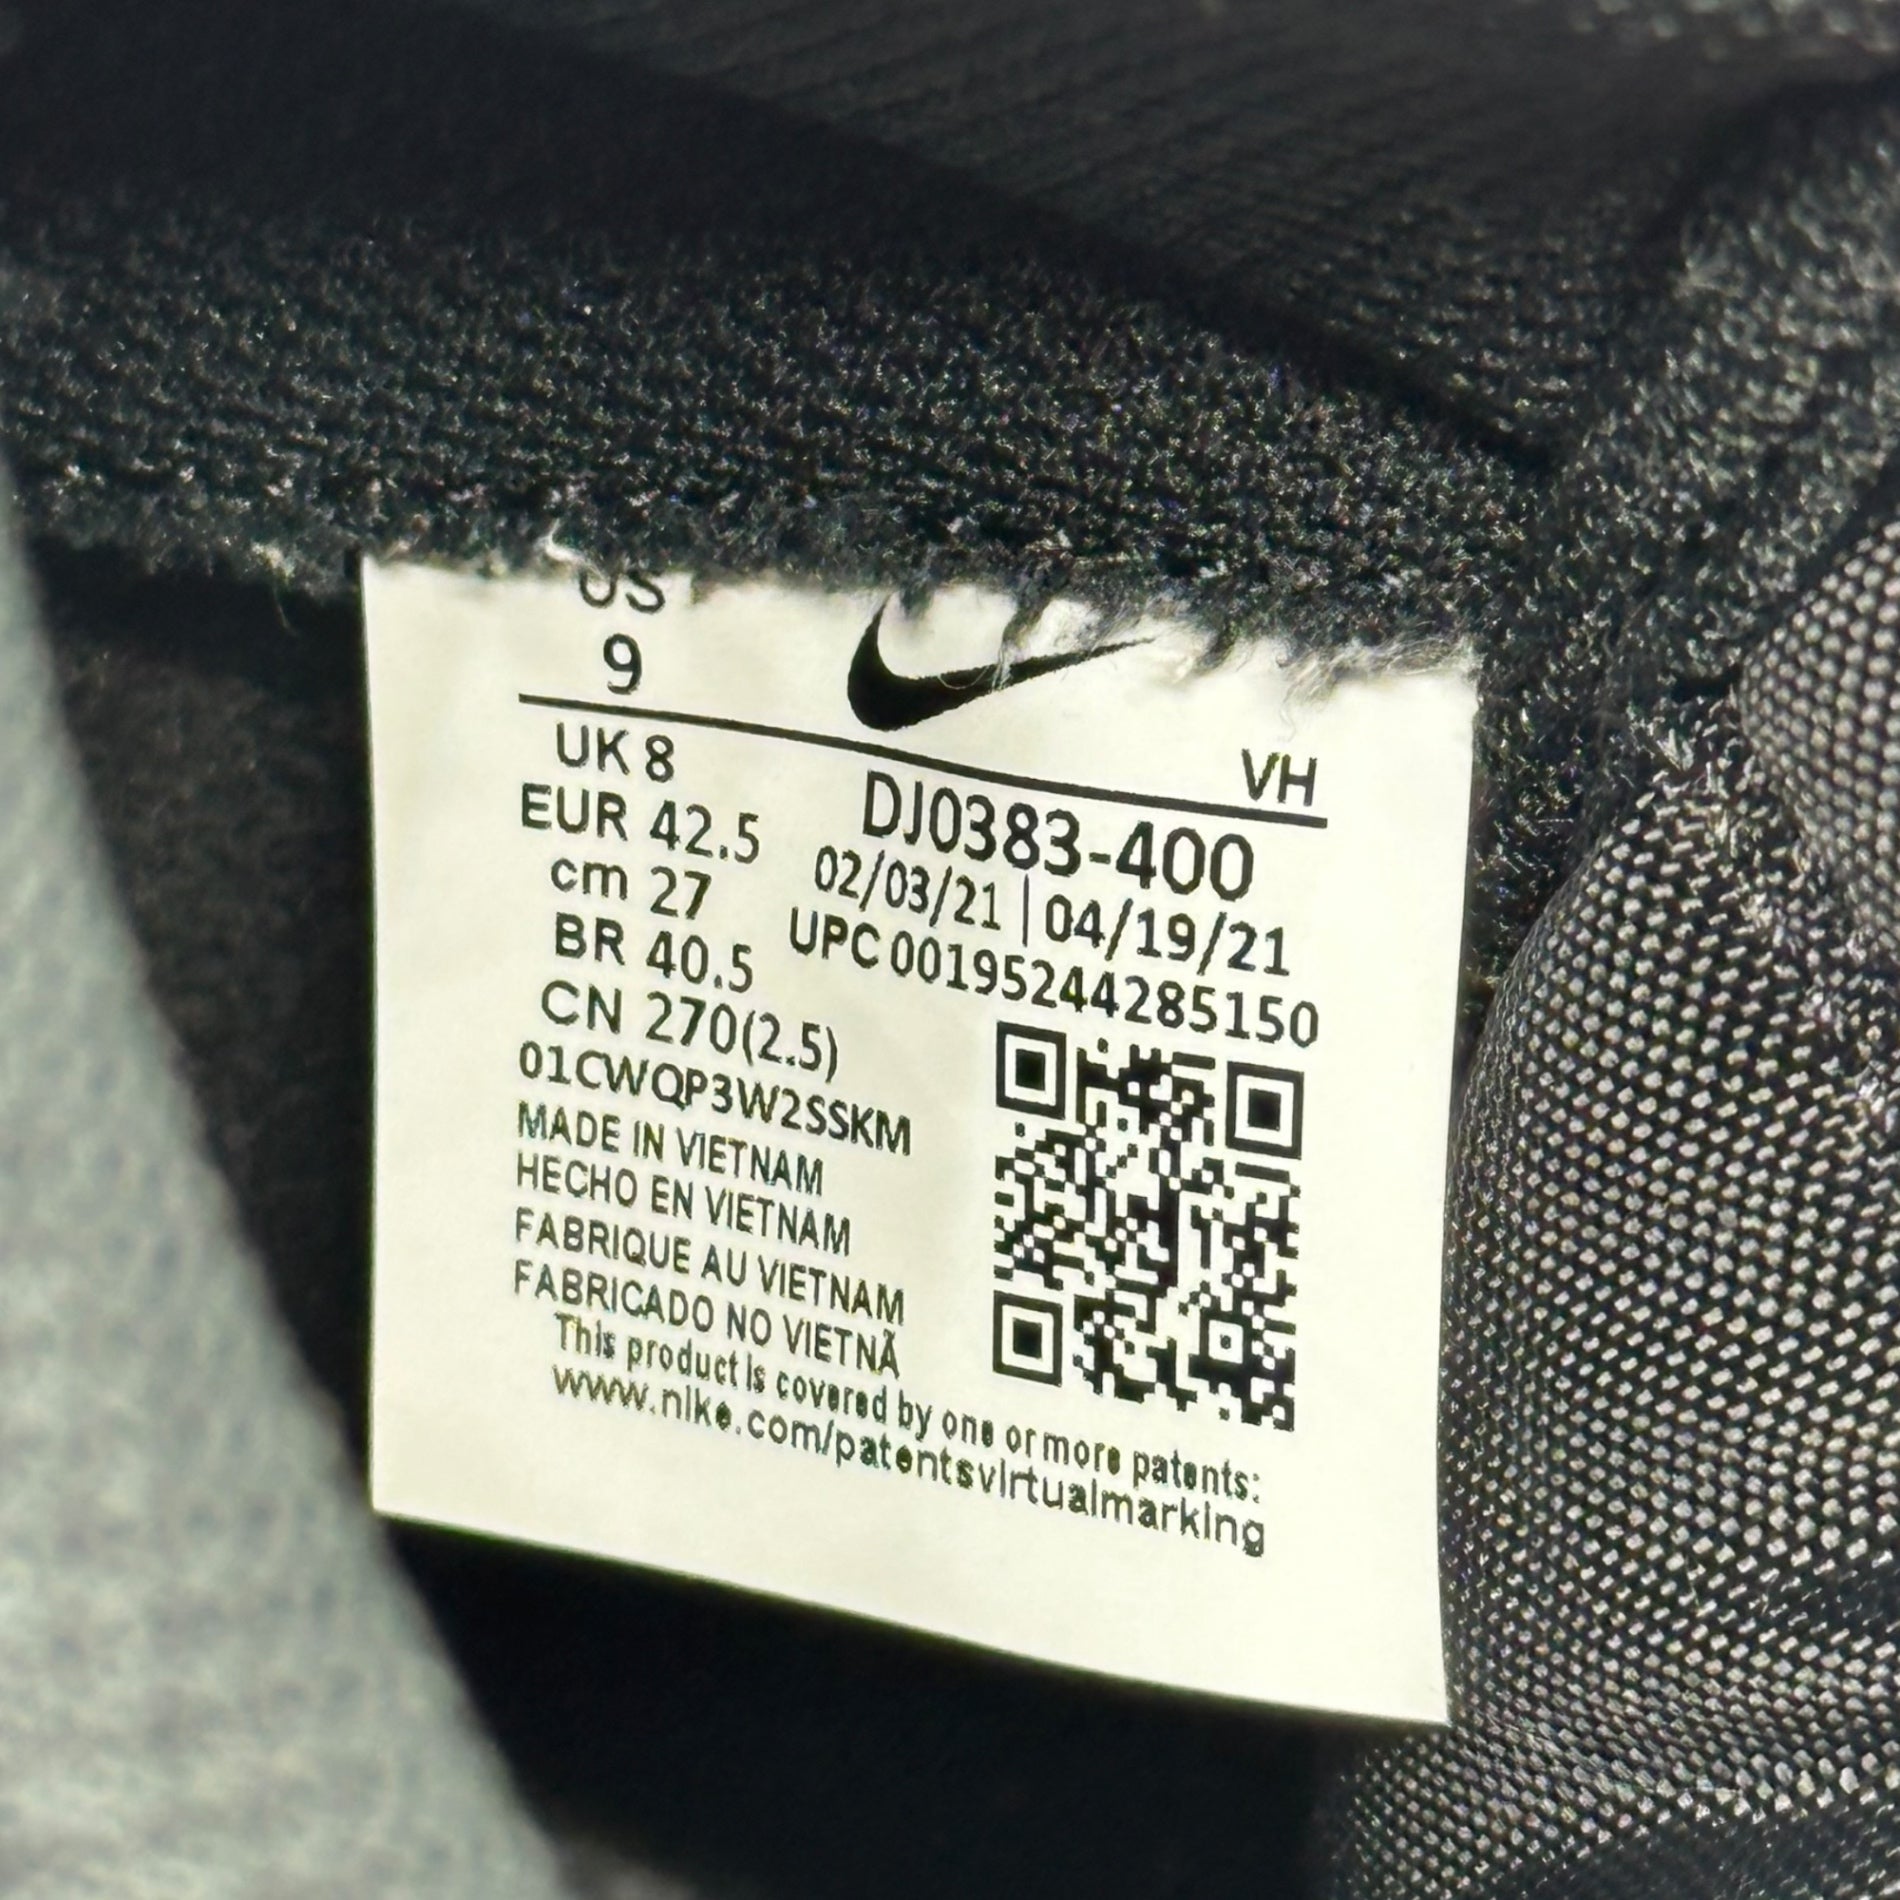 US
9
VH
UK 8
DJ0383-400
EUR 42.5
02/03/21 | 04/19/21
cm 27
UPC 00195244285150
BR 40.5
CN 270(2.5)
01CWQP3W2SSKM
MADE IN VIETNAM
HECHO EN VIETNAM
FABRIQUE AU VIETNAM
FABRICADO NO VIETNÃ
This product is covered by one or more patents:
www.nike.com/patentsvirtualmarking